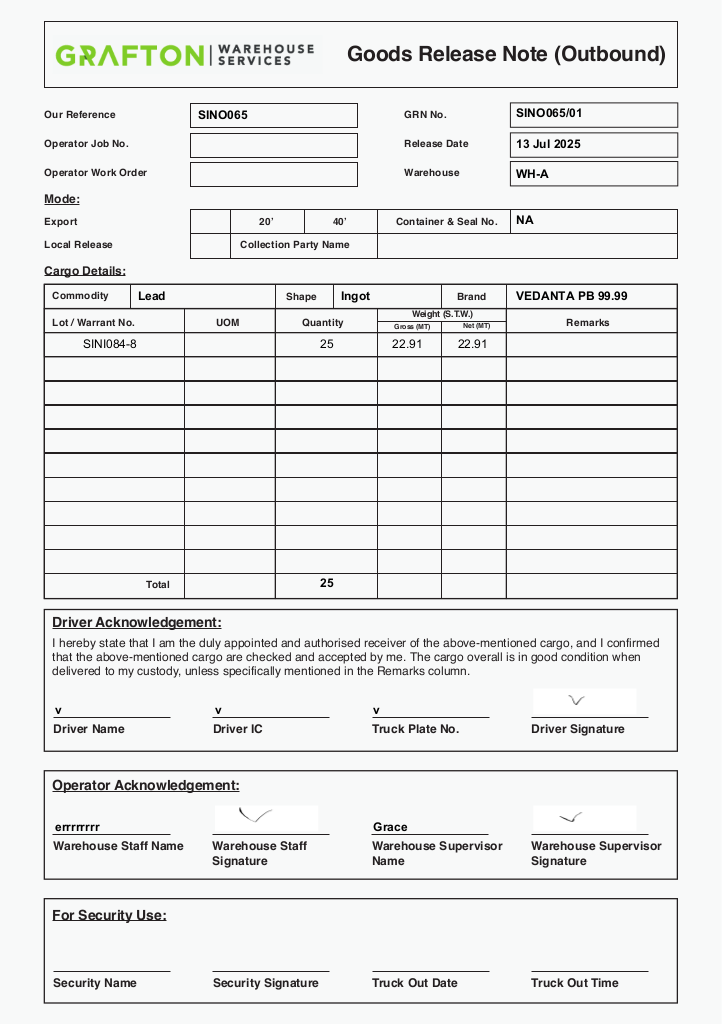 GRAFTON | WAREHOUSE SERVICES
Goods Release Note (Outbound)
Our Reference SINO065 GRN No. SINO065/01
Operator Job No. Release Date 13 Jul 2025
Operator Work Order Warehouse WH-A
Mode:
Export 20' 40' Container & Seal No. NA
Local Release Collection Party Name
Cargo Details:
Commodity Lead Shape Ingot Brand VEDANTA PB 99.99
Lot / Warrant No. UOM Quantity Weight (S.T.W.) Remarks
Gross (MT) Net (MT)
SINI084-8 25 22.91 22.91
Total 25
Driver Acknowledgement:
I hereby state that I am the duly appointed and authorised receiver of the above-mentioned cargo, and I confirmed
that the above-mentioned cargo are checked and accepted by me. The cargo overall is in good condition when
delivered to my custody, unless specifically mentioned in the Remarks column.
v v v
Driver Name Driver IC Truck Plate No. Driver Signature
Operator Acknowledgement:
errrrrrrr Grace
Warehouse Staff Name Warehouse Staff Signature Warehouse Supervisor Name Warehouse Supervisor Signature
For Security Use:
Security Name Security Signature Truck Out Date Truck Out Time